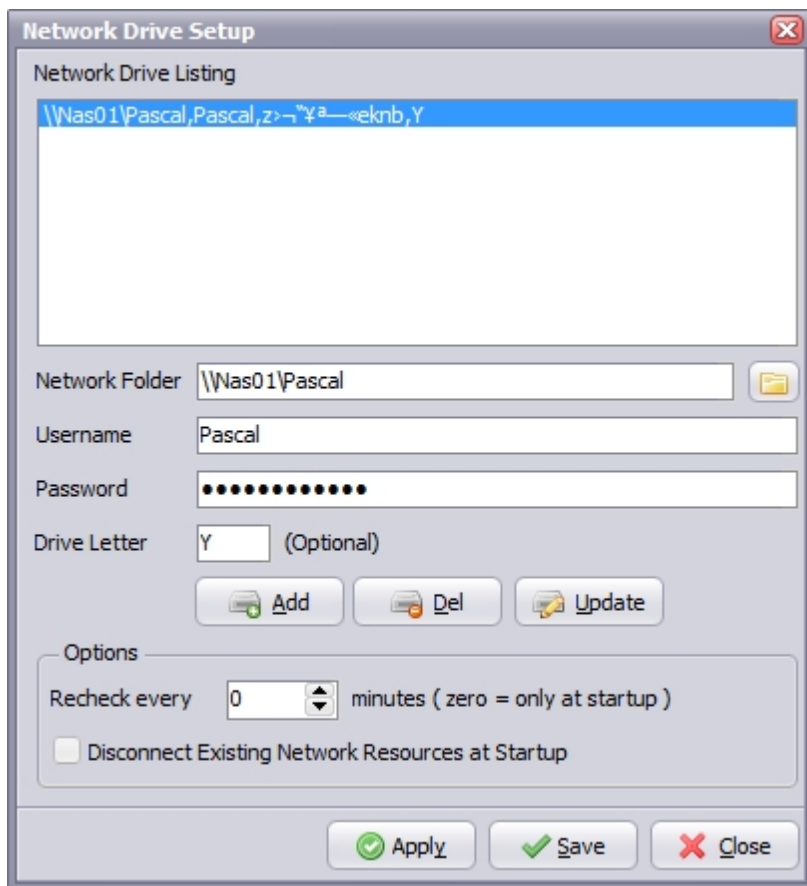 Network Drive Setup
Network Drive Listing
\\Nas01\Pascal,Pascal,z›¬”¥ª—«eknb,Y
Network Folder \\Nas01\Pascal
Username Pascal
Password ●●●●●●●●●●●●
Drive Letter Y (Optional)
Add Del Update
Options
Recheck every 0 minutes ( zero = only at startup )
Disconnect Existing Network Resources at Startup
Apply Save Close